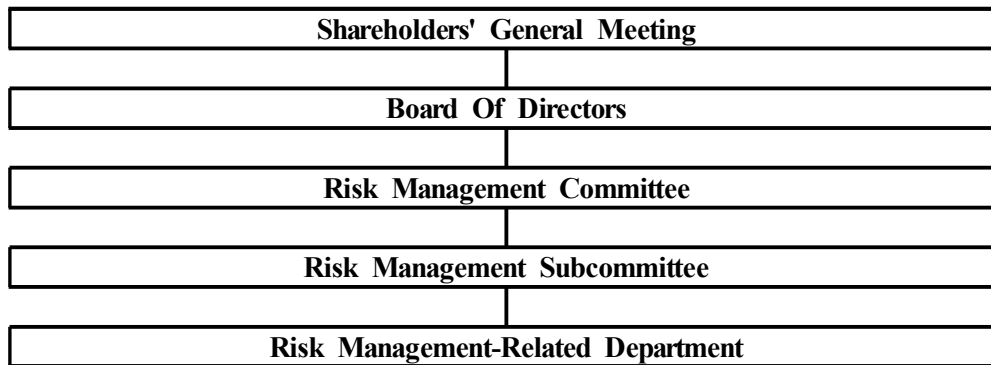 Shareholders' General Meeting
Board Of Directors
Risk Management Committee
Risk Management Subcommittee
Risk Management-Related Department